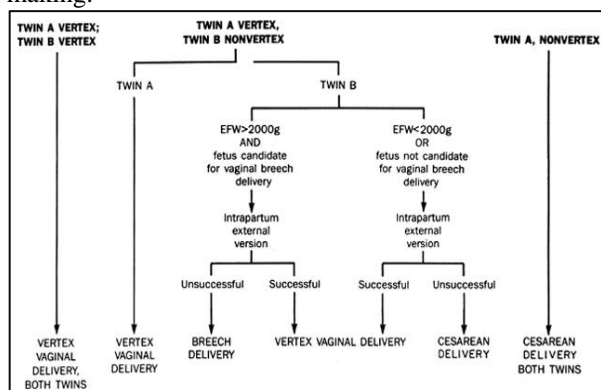 making.
TWIN A VERTEX;
TWIN B VERTEX
TWIN A VERTEX,
TWIN B NONVERTEX
TWIN A, NONVERTEX
TWIN A
TWIN B
EFW>2000g
AND
fetus candidate
for vaginal breech
delivery
EFW<2000g
OR
fetus not candidate
for vaginal breech
delivery
Intrapartum
external
version
Intrapartum
external
version
Unsuccessful
Successful
Successful
Unsuccessful
VERTEX
VAGINAL
DELIVERY,
BOTH TWINS
VERTEX
VAGINAL
DELIVERY
BREECH
DELIVERY
VERTEX VAGINAL DELIVERY
CESAREAN
DELIVERY
CESAREAN
DELIVERY
BOTH TWINS